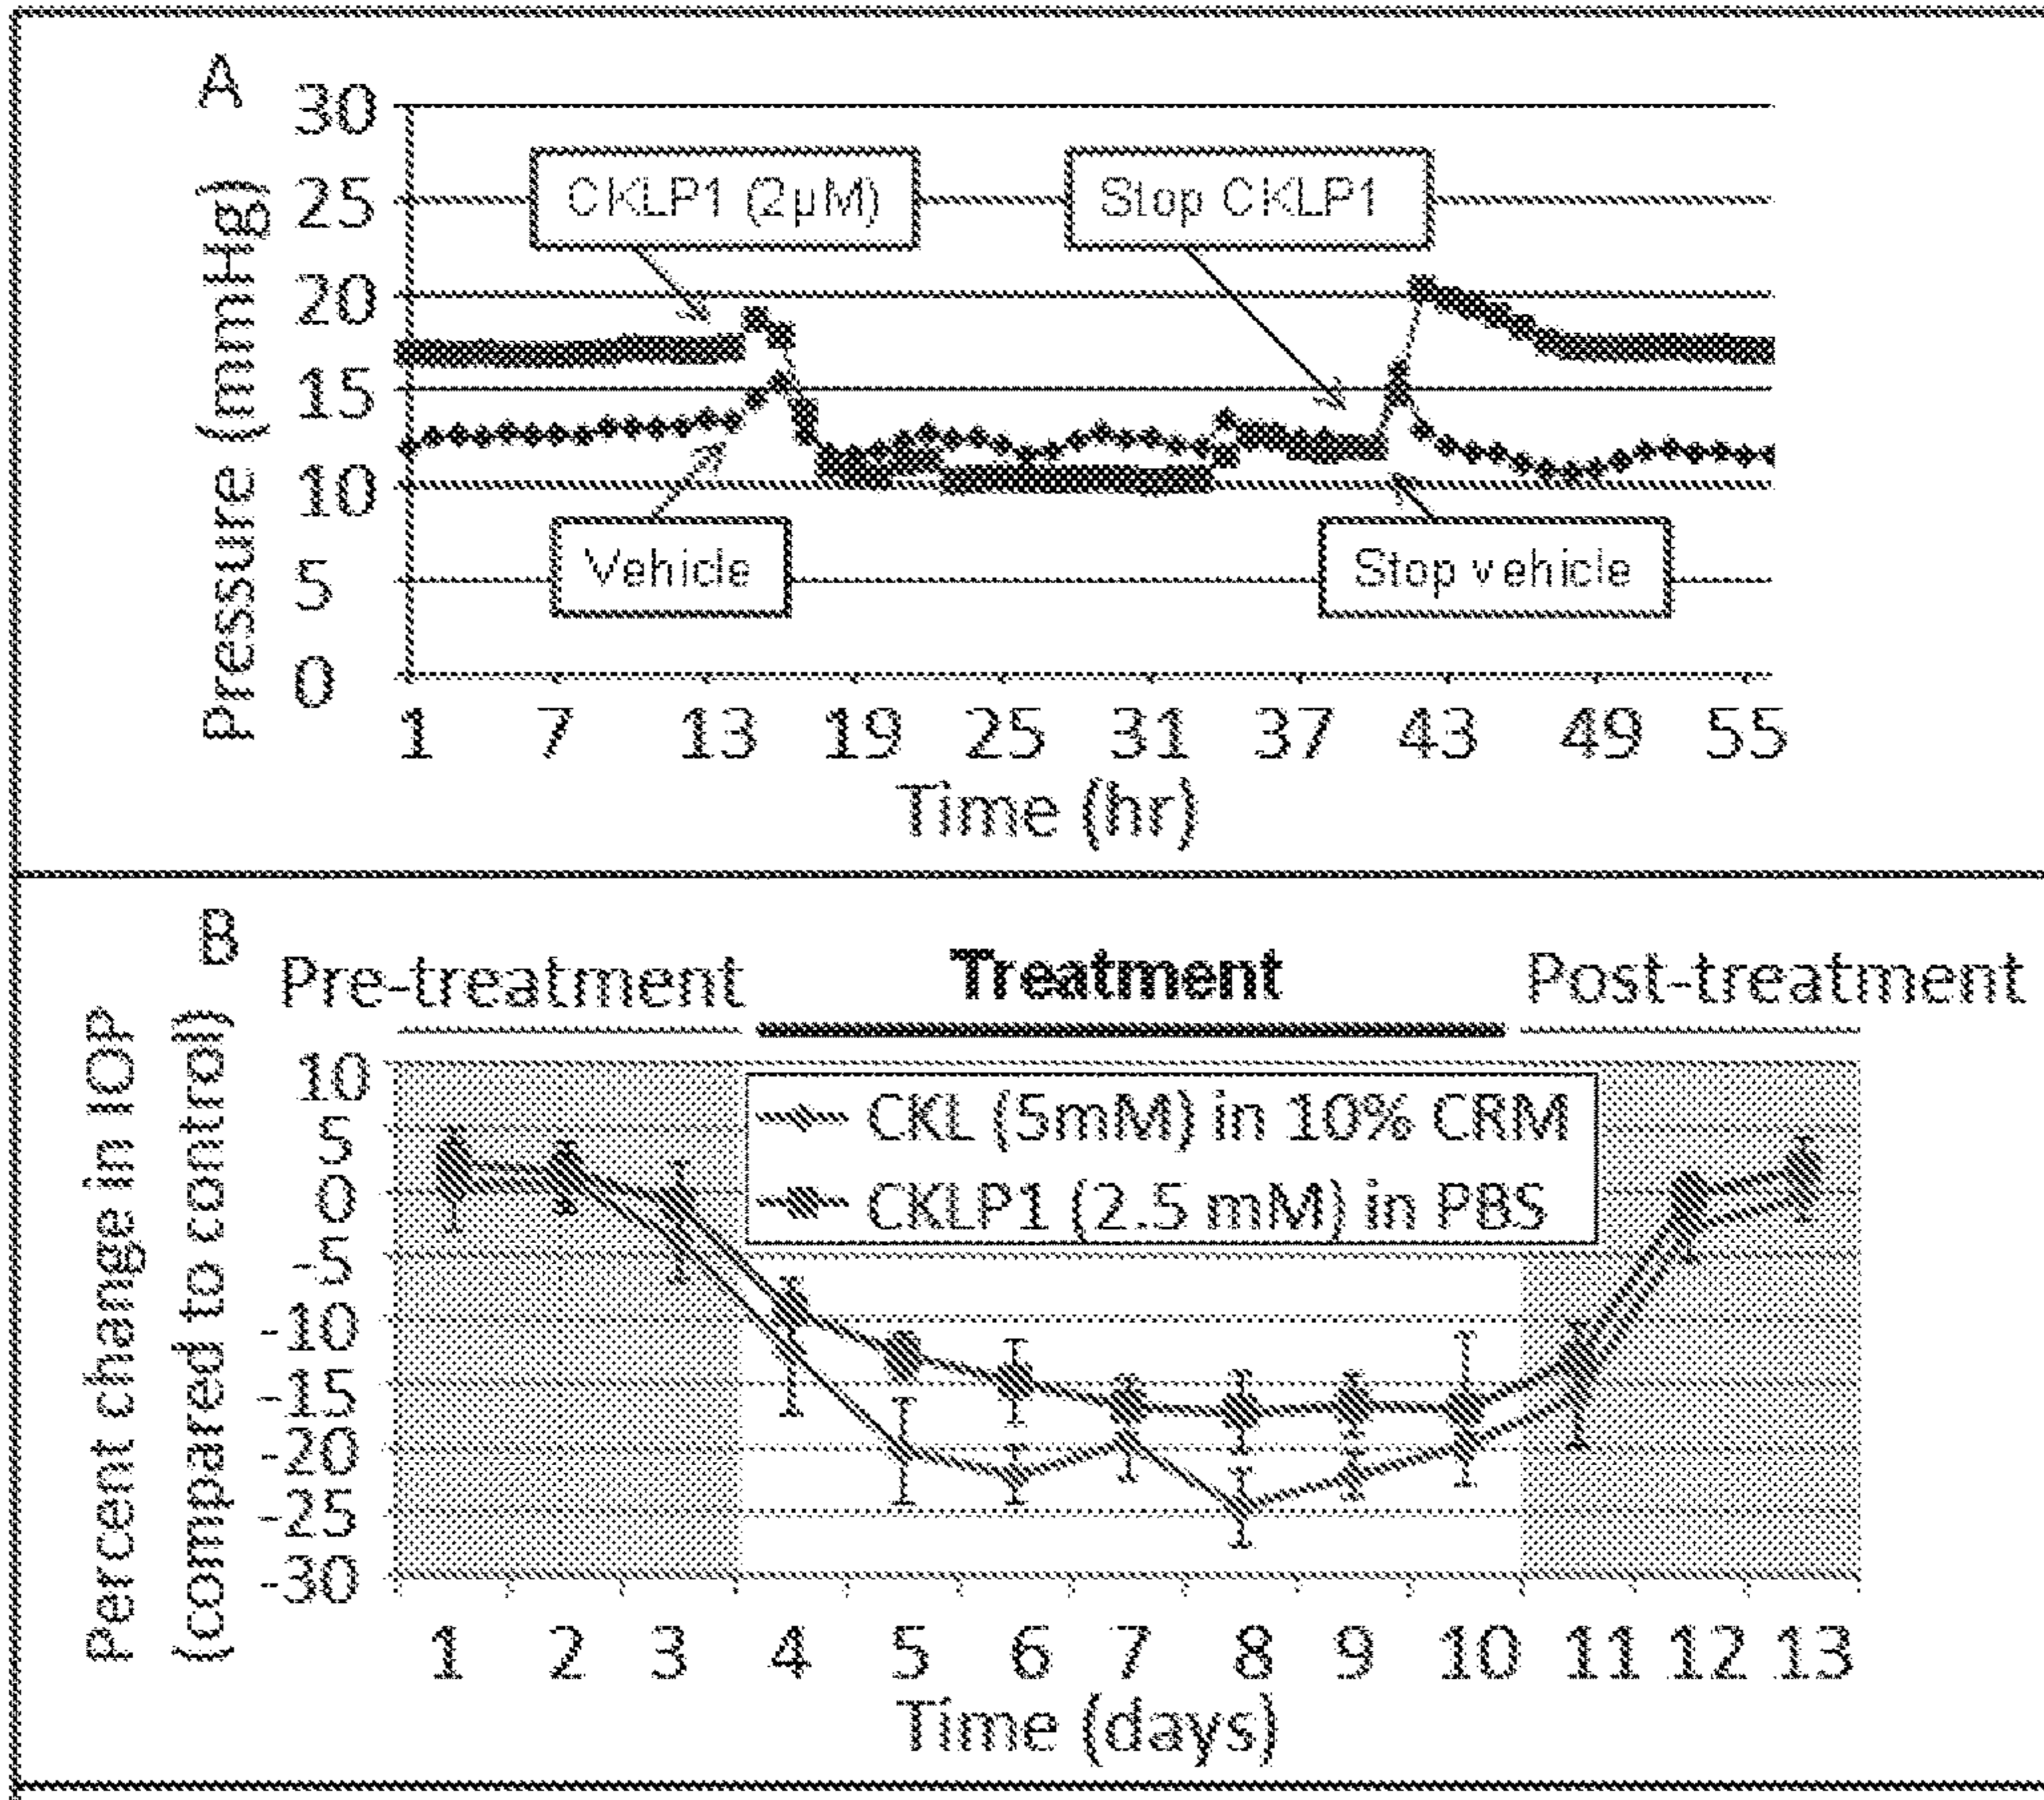 A
30
25
20
15
10
5
0
Pressure (mmHg)
CKLP1 (2µM)
Stop CKLP1
Vehicle
Stop vehicle
1 7 13 19 25 31 37 43 49 55
Time (hr)
B
Pre-treatment Treatment Post-treatment
Percent change in IOP
(compared to control)
10
5
0
-5
-10
-15
-20
-25
-30
CKL (5mM) in 10% CRM
CKLP1 (2.5 mM) in PBS
1 2 3 4 5 6 7 8 9 10 11 12 13
Time (days)